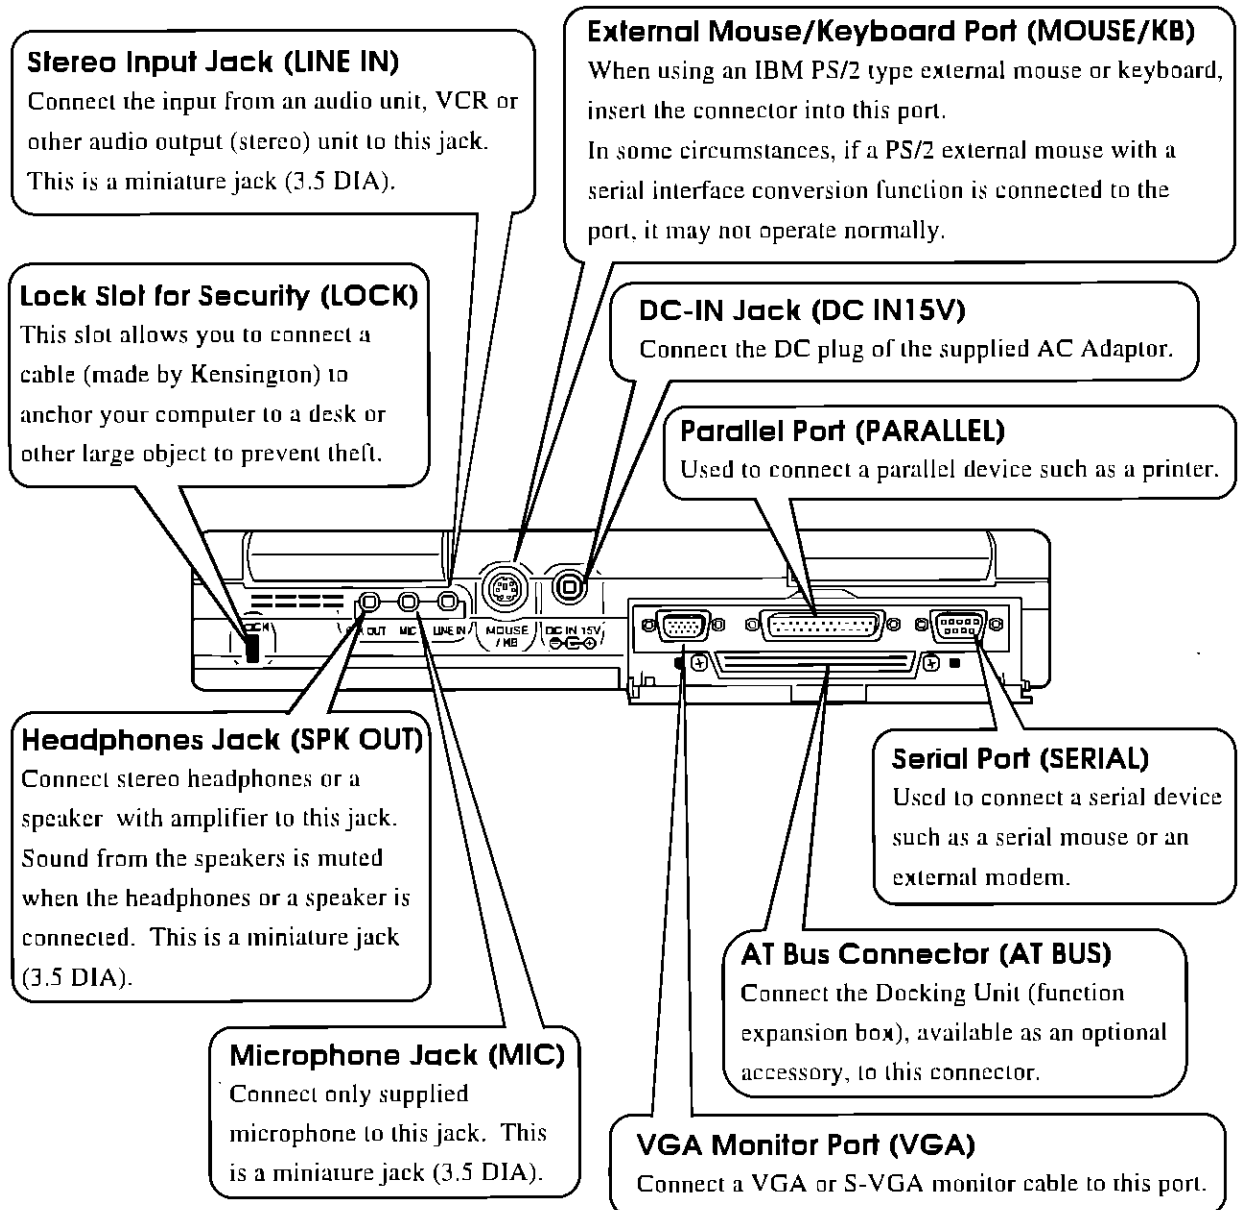 Stereo Input Jack (LINE IN)
Connect the input from an audio unit, VCR or
other audio output (stereo) unit to this jack.
This is a miniature jack (3.5 DIA).
External Mouse/Keyboard Port (MOUSE/KB)
When using an IBM PS/2 type external mouse or keyboard,
insert the connector into this port.
In some circumstances, if a PS/2 external mouse with a
serial interface conversion function is connected to the
port, it may not operate normally.
Lock Slot for Security (LOCK)
This slot allows you to connect a
cable (made by Kensington) to
anchor your computer to a desk or
other large object to prevent theft.
DC-IN Jack (DC IN15V)
Connect the DC plug of the supplied AC Adaptor.
Parallel Port (PARALLEL)
Used to connect a parallel device such as a printer.
OUT MIC LINE IN MOUSE DC IN 15V
/ KB
Headphones Jack (SPK OUT)
Connect stereo headphones or a
speaker with amplifier to this jack.
Sound from the speakers is muted
when the headphones or a speaker is
connected. This is a miniature jack
(3.5 DIA).
Serial Port (SERIAL)
Used to connect a serial device
such as a serial mouse or an
external modem.
AT Bus Connector (AT BUS)
Connect the Docking Unit (function
expansion box), available as an optional
accessory, to this connector.
Microphone Jack (MIC)
Connect only supplied
microphone to this jack. This
is a miniature jack (3.5 DIA).
VGA Monitor Port (VGA)
Connect a VGA or S-VGA monitor cable to this port.